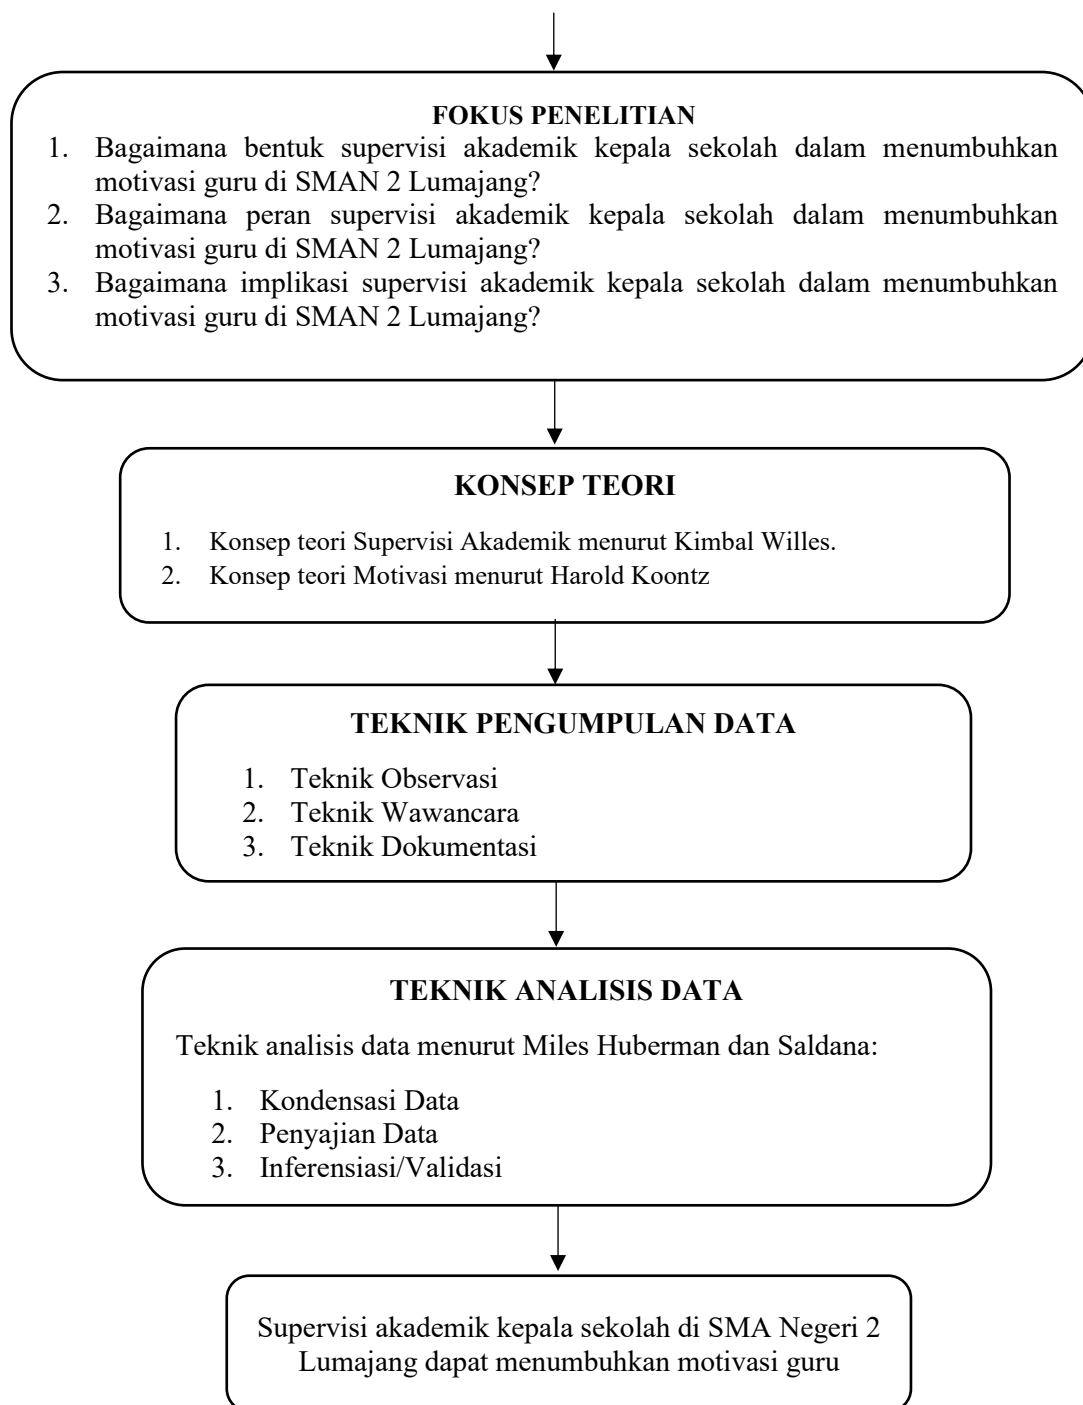 FOKUS PENELITIAN
1. Bagaimana bentuk supervisi akademik kepala sekolah dalam menumbuhkan
motivasi guru di SMAN 2 Lumajang?
2. Bagaimana peran supervisi akademik kepala sekolah dalam menumbuhkan
motivasi guru di SMAN 2 Lumajang?
3. Bagaimana implikasi supervisi akademik kepala sekolah dalam menumbuhkan
motivasi guru di SMAN 2 Lumajang?
KONSEP TEORI
1. Konsep teori Supervisi Akademik menurut Kimbal Willes.
2. Konsep teori Motivasi menurut Harold Koontz
TEKNIK PENGUMPULAN DATA
1. Teknik Observasi
2. Teknik Wawancara
3. Teknik Dokumentasi
TEKNIK ANALISIS DATA
Teknik analisis data menurut Miles Huberman dan Saldana:
1. Kondensasi Data
2. Penyajian Data
3. Inferensiasi/Validasi
Supervisi akademik kepala sekolah di SMA Negeri 2
Lumajang dapat menumbuhkan motivasi guru